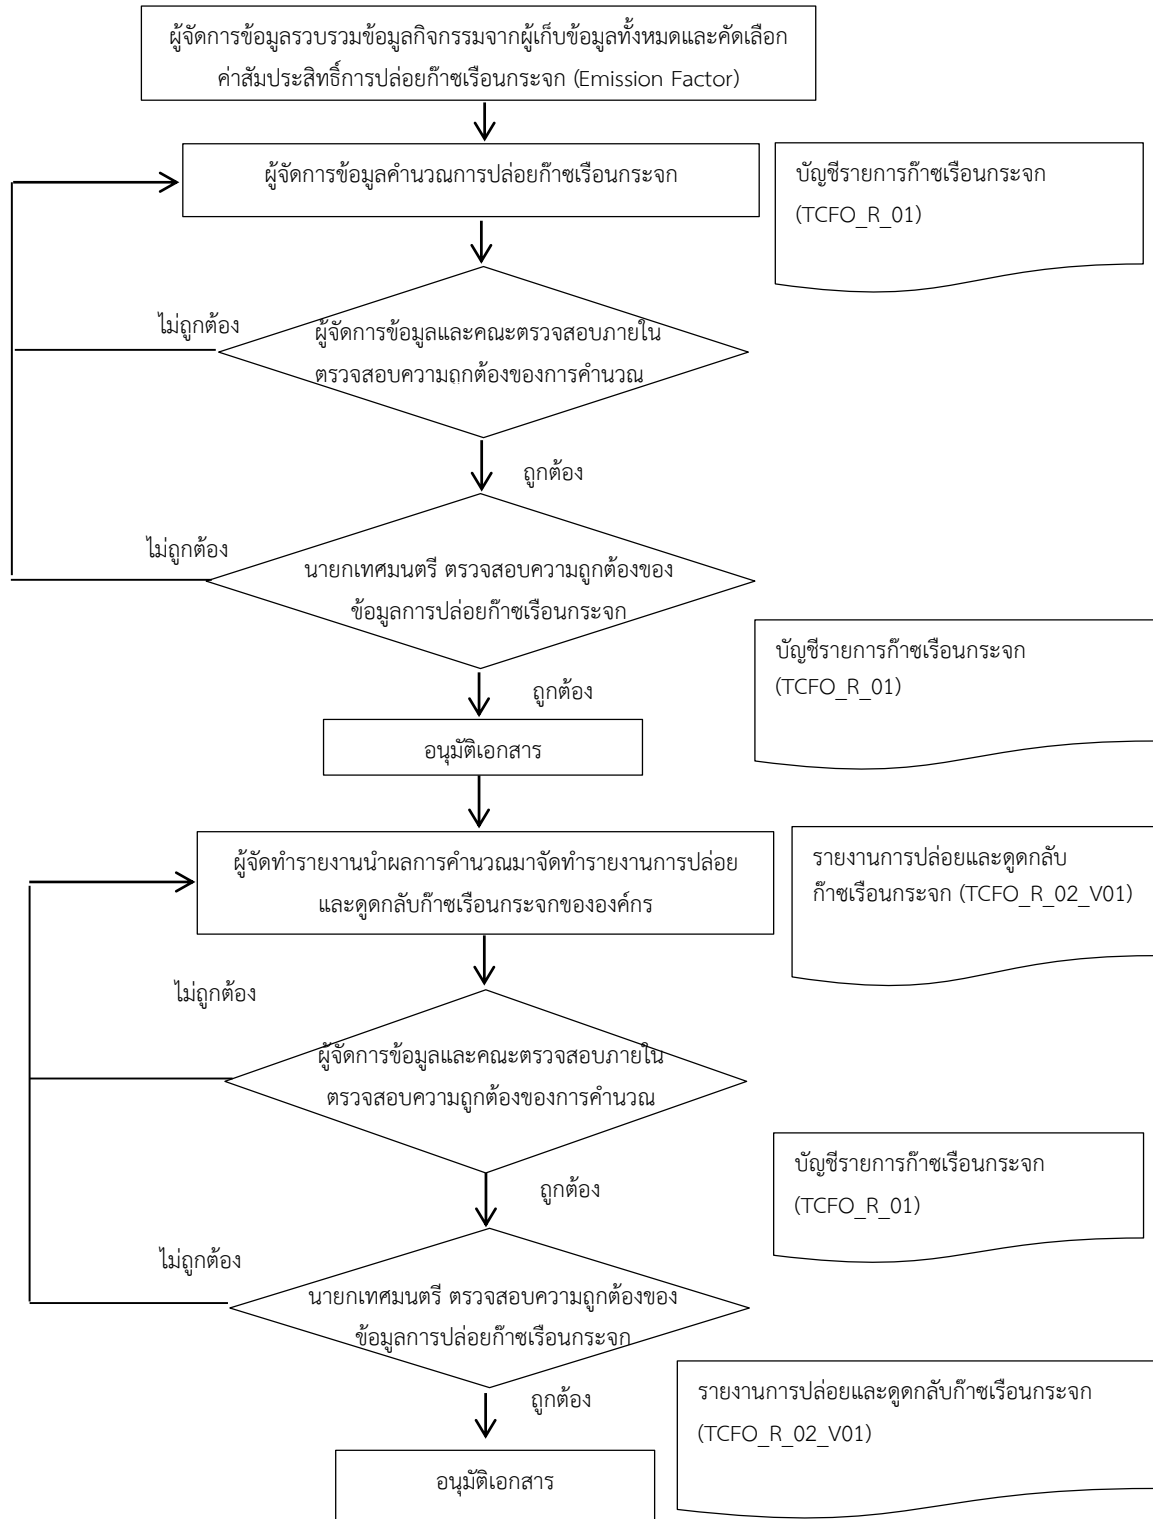 ผู้จัดการข้อมูลรวบรวมข้อมูลกิจกรรมจากผู้เก็บข้อมูลทั้งหมดและคัดเลือก
ค่าสัมประสิทธิ์การปล่อยก๊าซเรือนกระจก (Emission Factor)
ผู้จัดการข้อมูลคำนวณการปล่อยก๊าซเรือนกระจก
บัญชีรายการก๊าซเรือนกระจก
(TCFO_R_01)
ไม่ถูกต้อง
ผู้จัดการข้อมูลและคณะตรวจสอบภายใน
ตรวจสอบความถูกต้องของการคำนวณ
ถูกต้อง
ไม่ถูกต้อง
นายกเทศมนตรี ตรวจสอบความถูกต้องของ
ข้อมูลการปล่อยก๊าซเรือนกระจก
บัญชีรายการก๊าซเรือนกระจก
(TCFO_R_01)
ถูกต้อง
อนุมัติเอกสาร
ผู้จัดทำรายงานนำผลการคำนวณมาจัดทำรายงานการปล่อย
และดูดกลับก๊าซเรือนกระจกขององค์กร
รายงานการปล่อยและดูดกลับ
ก๊าซเรือนกระจก (TCFO_R_02_V01)
ไม่ถูกต้อง
ผู้จัดการข้อมูลและคณะตรวจสอบภายใน
ตรวจสอบความถูกต้องของการคำนวณ
บัญชีรายการก๊าซเรือนกระจก
(TCFO_R_01)
ถูกต้อง
ไม่ถูกต้อง
นายกเทศมนตรี ตรวจสอบความถูกต้องของ
ข้อมูลการปล่อยก๊าซเรือนกระจก
รายงานการปล่อยและดูดกลับก๊าซเรือนกระจก
(TCFO_R_02_V01)
ถูกต้อง
อนุมัติเอกสาร